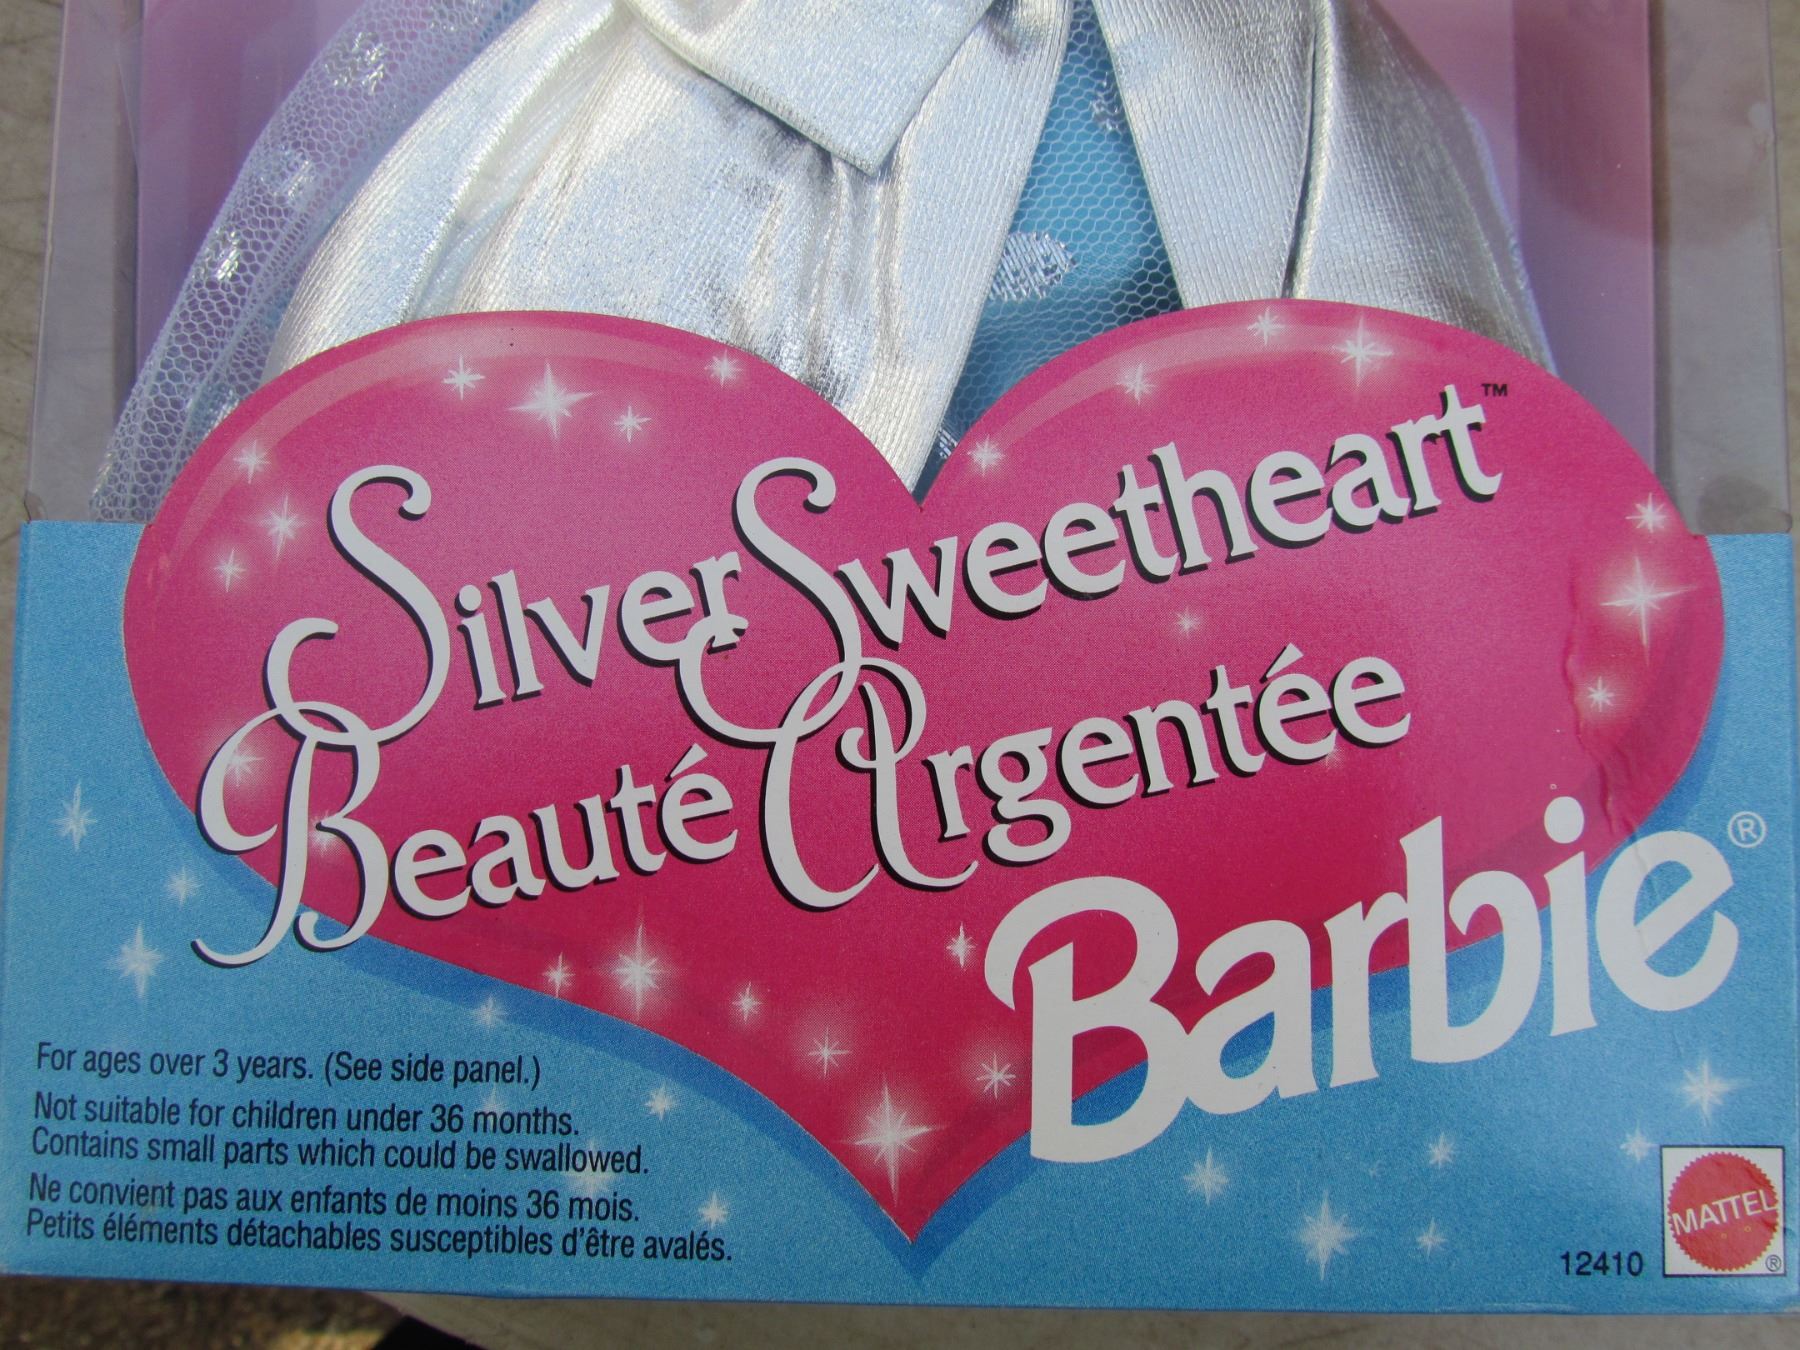 Silver Sweetheart™
Beauté Argentée
Barbie®
For ages over 3 years. (See side panel.)
Not suitable for children under 36 months.
Contains small parts which could be swallowed.
Ne convient pas aux enfants de moins 36 mois.
Petits éléments détachables susceptibles d'être avalés.
12410
MATTEL
®